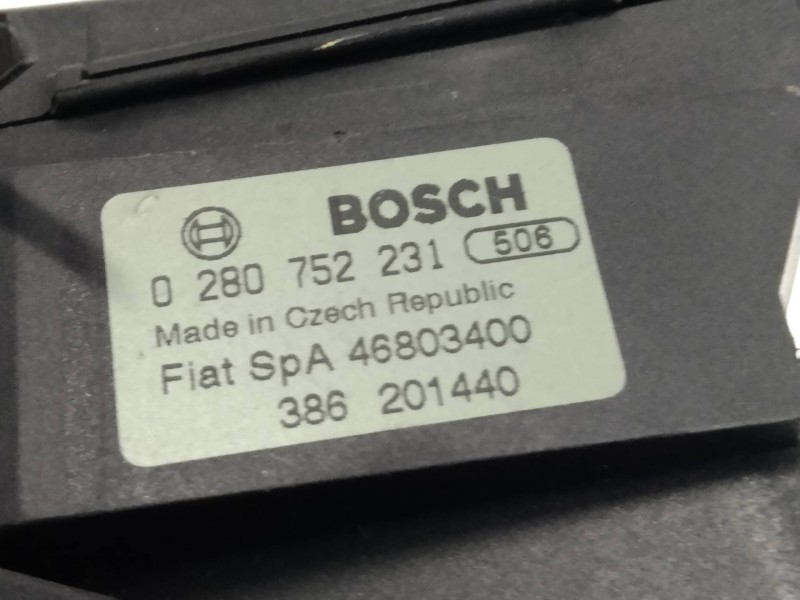 BOSCH
0 280 752 231 506
Made in Czech Republic
Fiat SpA 46803400
386 201440